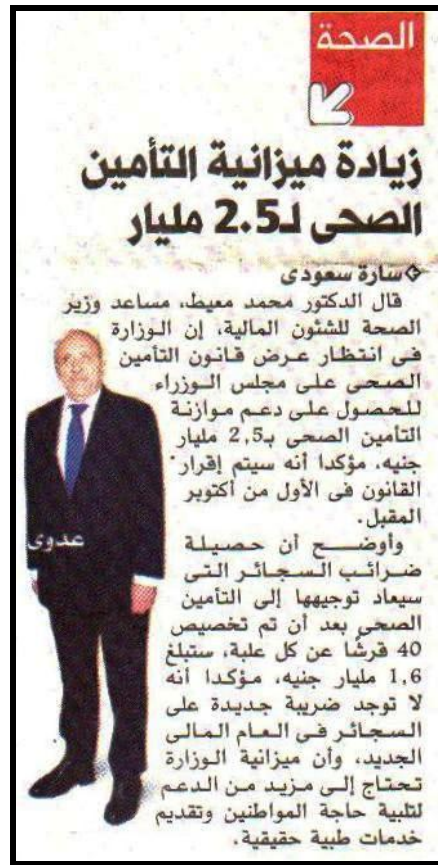 الصحة
زيادة ميزانية التأمين
الصحى لـ2.5 مليار
سارة سعودى
قال الدكتور محمد معيط، مساعد وزير
الصحة للشئون المالية، إن الوزارة
فى انتظار عرض قانون التأمين
الصحى على مجلس الوزراء
للحصول على دعم موازنة
التأمين الصحى بـ2,5 مليار
جنيه، مؤكدا أنه سيتم إقرار
القانون فى الأول من أكتوبر
المقبل.
عدوى
وأوضح أن حصيلة
ضرائب السجائر التى
سيعاد توجيهها إلى التأمين
الصحى بعد أن تم تخصيص
40 قرشًا عن كل علبة، ستبلغ
1,6 مليار جنيه، مؤكدا أنه
لا توجد ضريبة جديدة على
السجائر فى العام المالى
الجديد، وأن ميزانية الوزارة
تحتاج إلى مزيد من الدعم
لتلبية حاجة المواطنين وتقديم
خدمات طبية حقيقية.